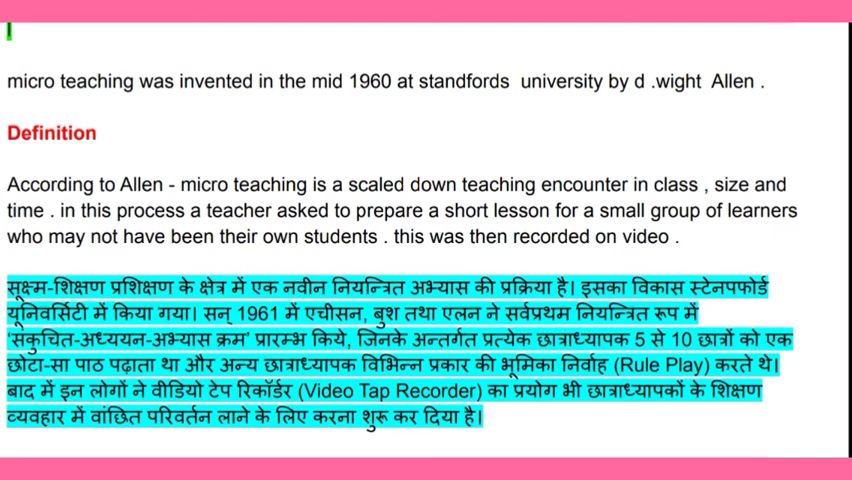 micro teaching was invented in the mid 1960 at standfords university by d .wight Allen .
Definition
According to Allen - micro teaching is a scaled down teaching encounter in class , size and
time . in this process a teacher asked to prepare a short lesson for a small group of learners
who may not have been their own students . this was then recorded on video .
सूक्ष्म-शिक्षण प्रशिक्षण के क्षेत्र में एक नवीन नियन्त्रित अभ्यास की प्रक्रिया है। इसका विकास स्टेनफोर्ड
यूनिवर्सिटी में किया गया। सन् 1961 में एचीसन, बुश तथा एलन ने सर्वप्रथम नियन्त्रित रूप में
'संकुचित-अध्ययन-अभ्यास क्रम' प्रारम्भ किये, जिनके अन्तर्गत प्रत्येक छात्राध्यापक 5 से 10 छात्रों को एक
छोटा-सा पाठ पढ़ाता था और अन्य छात्राध्यापक विभिन्न प्रकार की भूमिका निर्वाह (Rule Play) करते थे।
बाद में इन लोगों ने वीडियो टेप रिकॉर्डर (Video Tap Recorder) का प्रयोग भी छात्राध्यापकों के शिक्षण
व्यवहार में वांछित परिवर्तन लाने के लिए करना शुरू कर दिया है।